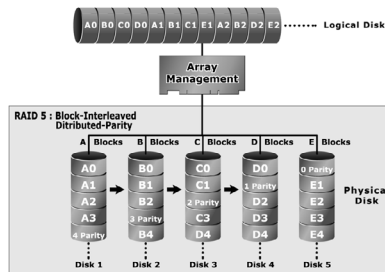 A0 B0 C0 D0 A1 B1 C1 E1 A2 B2 D2 E2
Logical Disk
Array
Management
RAID 5 : Block-Interleaved
Ditributed-Parity
A Blocks B Blocks C Blocks D Blocks E Blocks
A0 B0 C0 D0 0 Parity
A1 B1 C1 1 Parity E1
A2 B2 2 Parity D2 E2
A3 3 Parity C3 D3 E3
4 Parity B4 D4 D4 E4
Physical
Disk
Disk 1 Disk 2 Disk 3 Disk 4 Disk 5